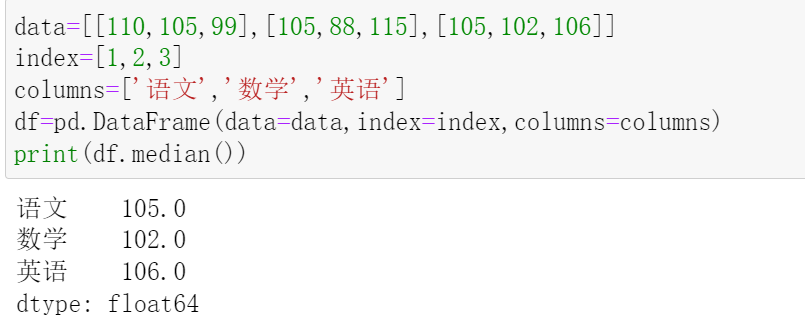 data=[[110,105,99],[105,88,115],[105,102,106]]
index=[1,2,3]
columns=['语文','数学','英语']
df=pd.DataFrame(data=data,index=index,columns=columns)
print(df.median())
语文    105.0
数学    102.0
英语    106.0
dtype: float64